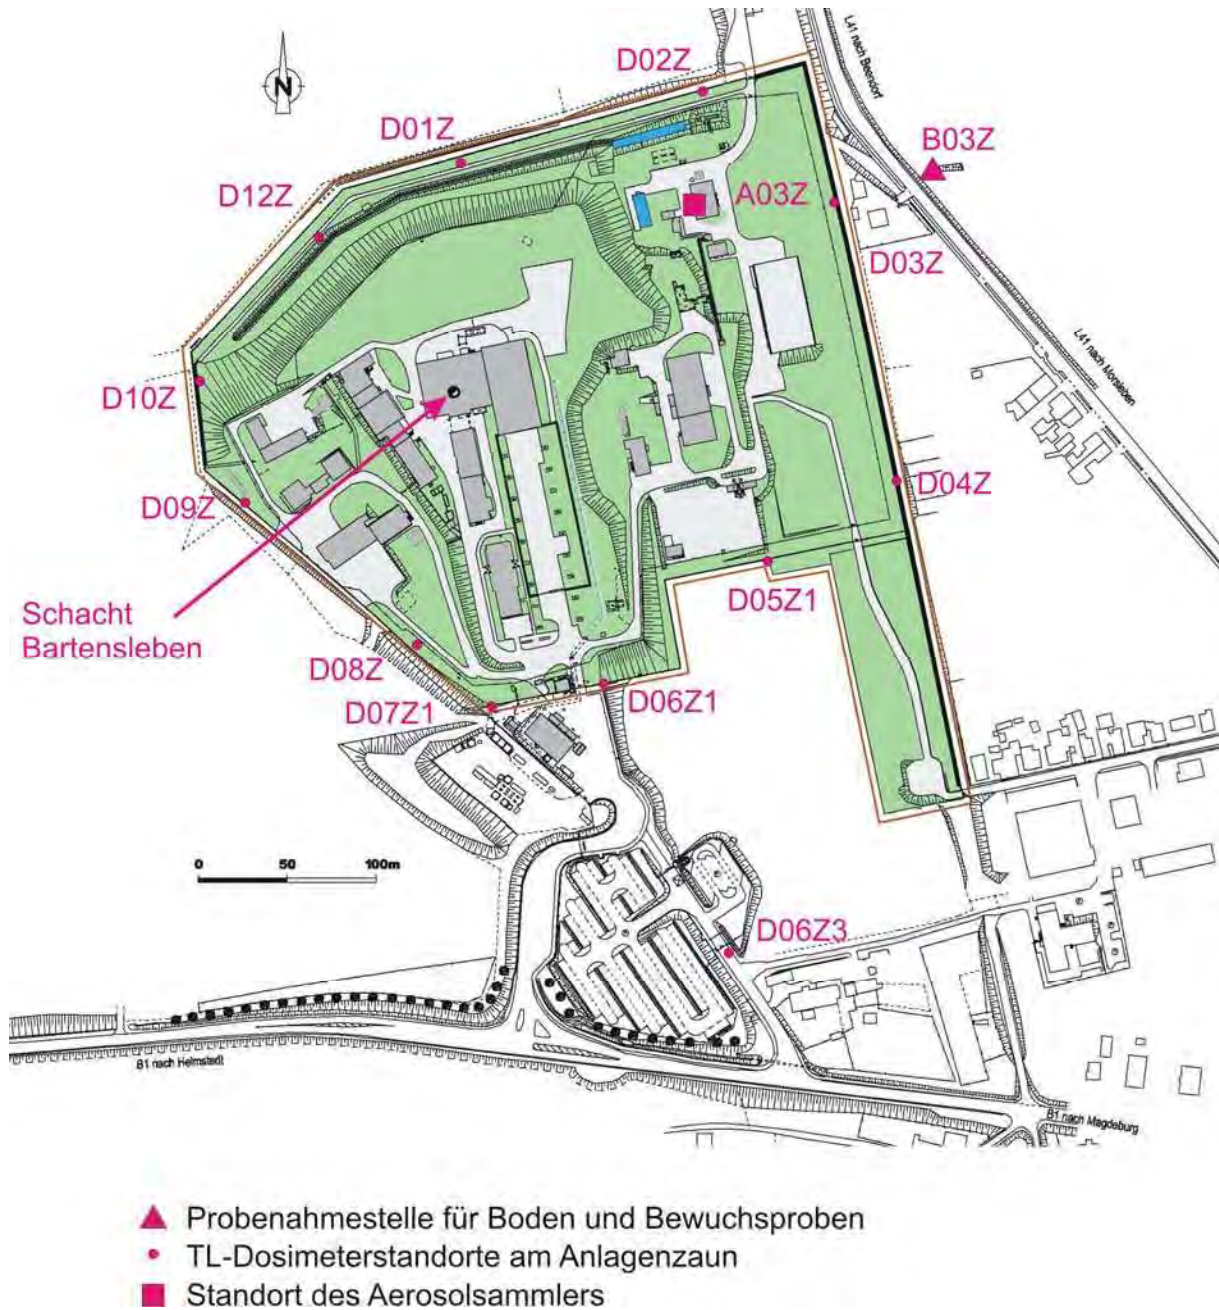 L41 nach Beendorf
D02Z
N
D01Z
B03Z
D12Z
A03Z
D03Z
L41 nach Morsleben
D10Z
D04Z
D09Z
D05Z1
Schacht
Bartensleben
D08Z
D06Z1
D07Z1
0 50 100m
D06Z3
B1 nach Helmstedt
B1 nach Magdeburg
Probenahmestelle für Boden und Bewuchsproben
TL-Dosimeterstandorte am Anlagenzaun
Standort des Aerosolsammlers